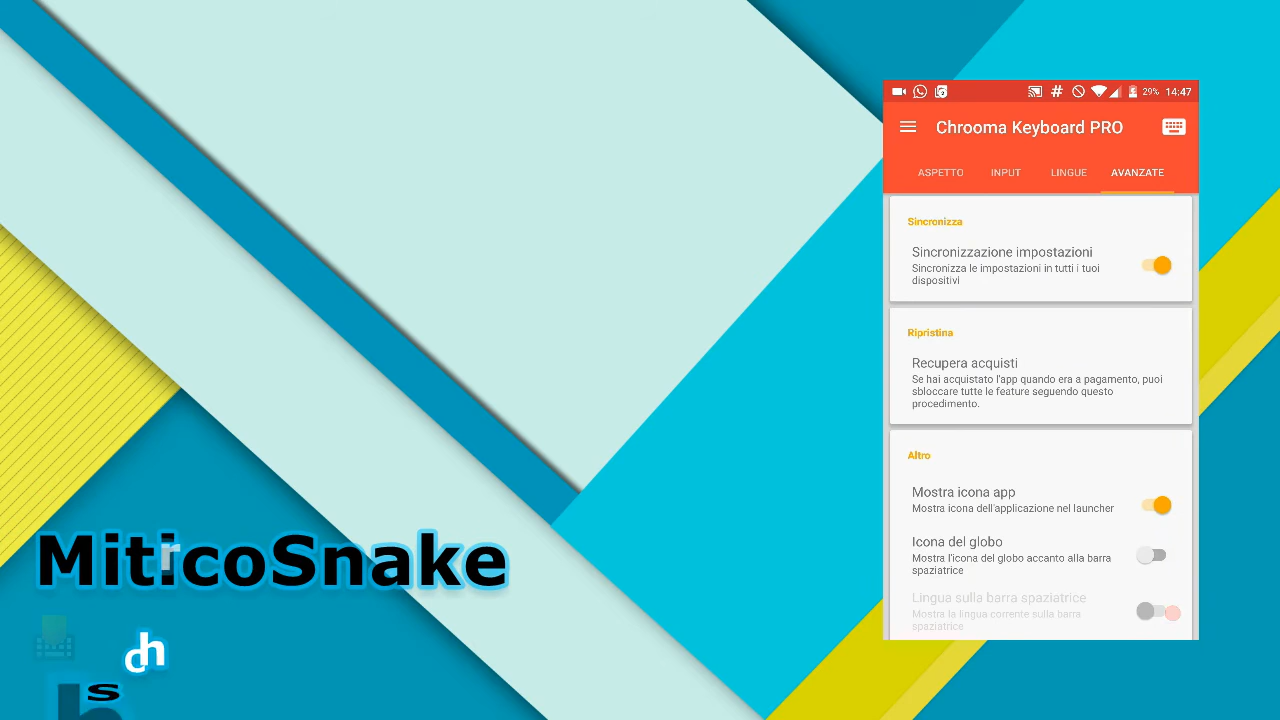 29% 14:47
Chrooma Keyboard PRO
ASPETTO INPUT LINGUE AVANZATE
Sincronizza
Sincronizzazione impostazioni
Sincronizza le impostazioni in tutti i tuoi
dispositivi
Ripristina
Recupera acquisti
Se hai acquistato l'app quando era a pagamento, puoi
sbloccare tutte le feature seguendo questo
procedimento.
Altro
Mostra icona app
Mostra icona dell'applicazione nel launcher
Icona del globo
Mostra l'icona del globo accanto alla barra
spaziatrice
Lingua sulla barra spaziatrice
Mostra la lingua corrente sulla barra
spaziatrice
MiticoSnake
r
c h
s
h